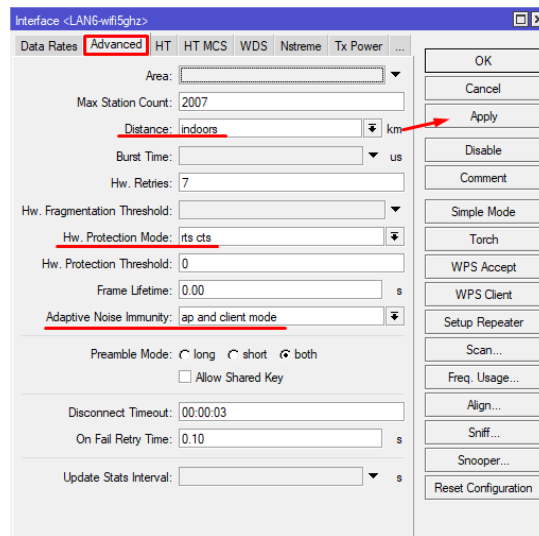 Interface <LAN6-wifi5ghz>
Data Rates Advanced HT HT MCS WDS Nstreme Tx Power ...
Area:
Max Station Count: 2007
Distance: indoors km
Burst Time: us
Hw. Retries: 7
Hw. Fragmentation Threshold:
Hw. Protection Mode: rts cts
Hw. Protection Threshold: 0
Frame Lifetime: 0.00 s
Adaptive Noise Immunity: ap and client mode
Preamble Mode: long short both
Allow Shared Key
Disconnect Timeout: 00:00:03
On Fail Retry Time: 0.10 s
Update Stats Interval: s
OK
Cancel
Apply
Disable
Comment
Simple Mode
Torch
WPS Accept
WPS Client
Setup Repeater
Scan...
Freq. Usage...
Align...
Sniff...
Snooper...
Reset Configuration